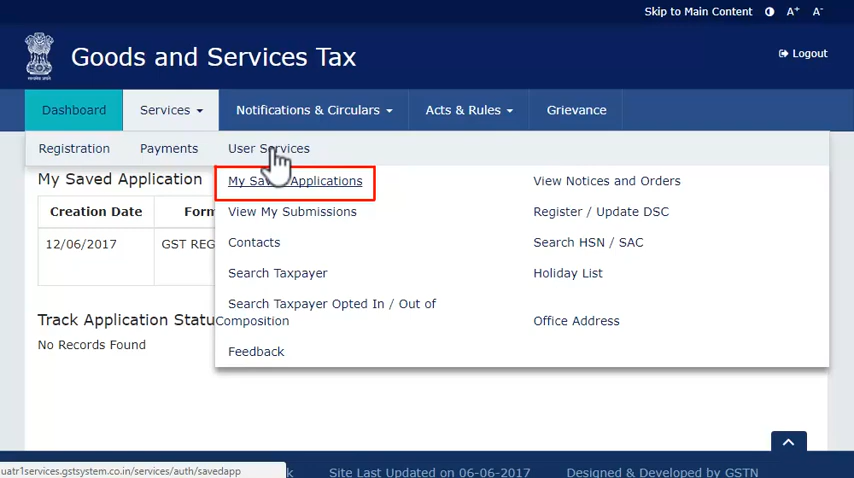 Skip to Main Content A+ A-
Goods and Services Tax
Logout
Dashboard Services Notifications & Circulars Acts & Rules Grievance
Registration Payments User Services
My Saved Application
My Saved Applications View Notices and Orders
Creation Date Form
View My Submissions Register / Update DSC
12/06/2017 GST REG
Contacts Search HSN / SAC
Search Taxpayer Holiday List
Search Taxpayer Opted In / Out of
Composition Office Address
Track Application Statu
No Records Found
Feedback
uatr1services.gstsystem.co.in/services/auth/savedapp
Site Last Updated on 06-06-2017 Designed & Developed by GSTN